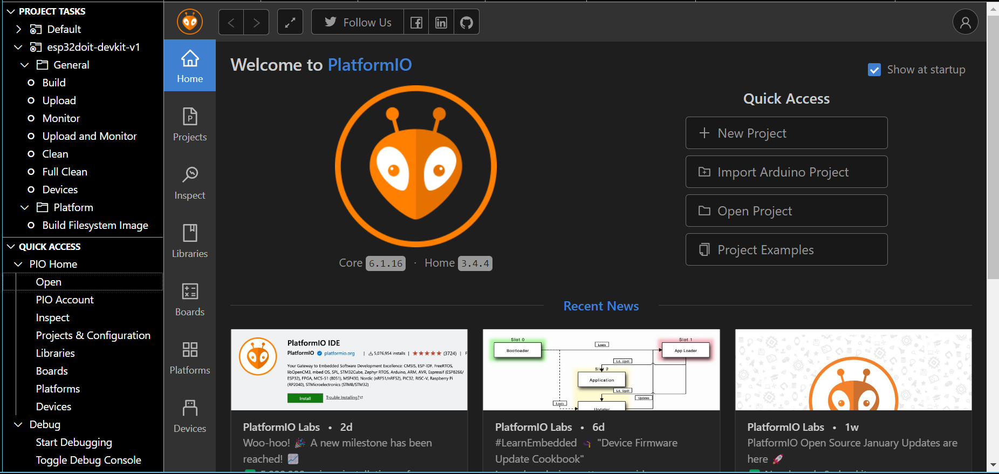 PROJECT TASKS
Default
esp32doit-devkit-v1
General
Build
Upload
Monitor
Upload and Monitor
Clean
Full Clean
Devices
Platform
Build Filesystem Image
QUICK ACCESS
PIO Home
Open
PIO Account
Inspect
Projects & Configuration
Libraries
Boards
Platforms
Devices
Debug
Start Debugging
Toggle Debug Console
Home
Projects
Inspect
Libraries
Boards
Platforms
Devices
Follow Us
Welcome to PlatformIO
Show at startup
Core 6.1.16 · Home 3.4.4
Quick Access
New Project
Import Arduino Project
Open Project
Project Examples
Recent News
PlatformIO IDE
PlatformIO platformio.org | 5,076,954 installs | ★★★★★ (3724) | F
Your Gateway to Embedded Software Development Excellence: CMSIS, ESP-IDF, FreeRTOS,
libOpenCM3, mbed OS, SPL, STM32Cube, Zephyr RTOS, Arduino, ARM, AVR, Espressif (ESP8266/
ESP32), FPGA, MCS-51 (8051), MSP430, Nordic (nRF51/nRF52), PIC32, RISC-V, Raspberry Pi
(RP2040), STMicroelectronics (STM8/STM32)
Install
Trouble Installing?
PlatformIO Labs • 2d
Woo-hoo! 🎉 A new milestone has been
reached! 📈
Slot 0
Bootloader
Loads
Slot 1
App Loader
Ld, Updt
Slot 2
Application
Ld, Updt
Updates
Loads
Updater
PlatformIO Labs • 6d
#LearnEmbedded "Device Firmware
Update Cookbook"
PlatformIO Labs • 1w
PlatformIO Open Source January Updates are
here 🚀